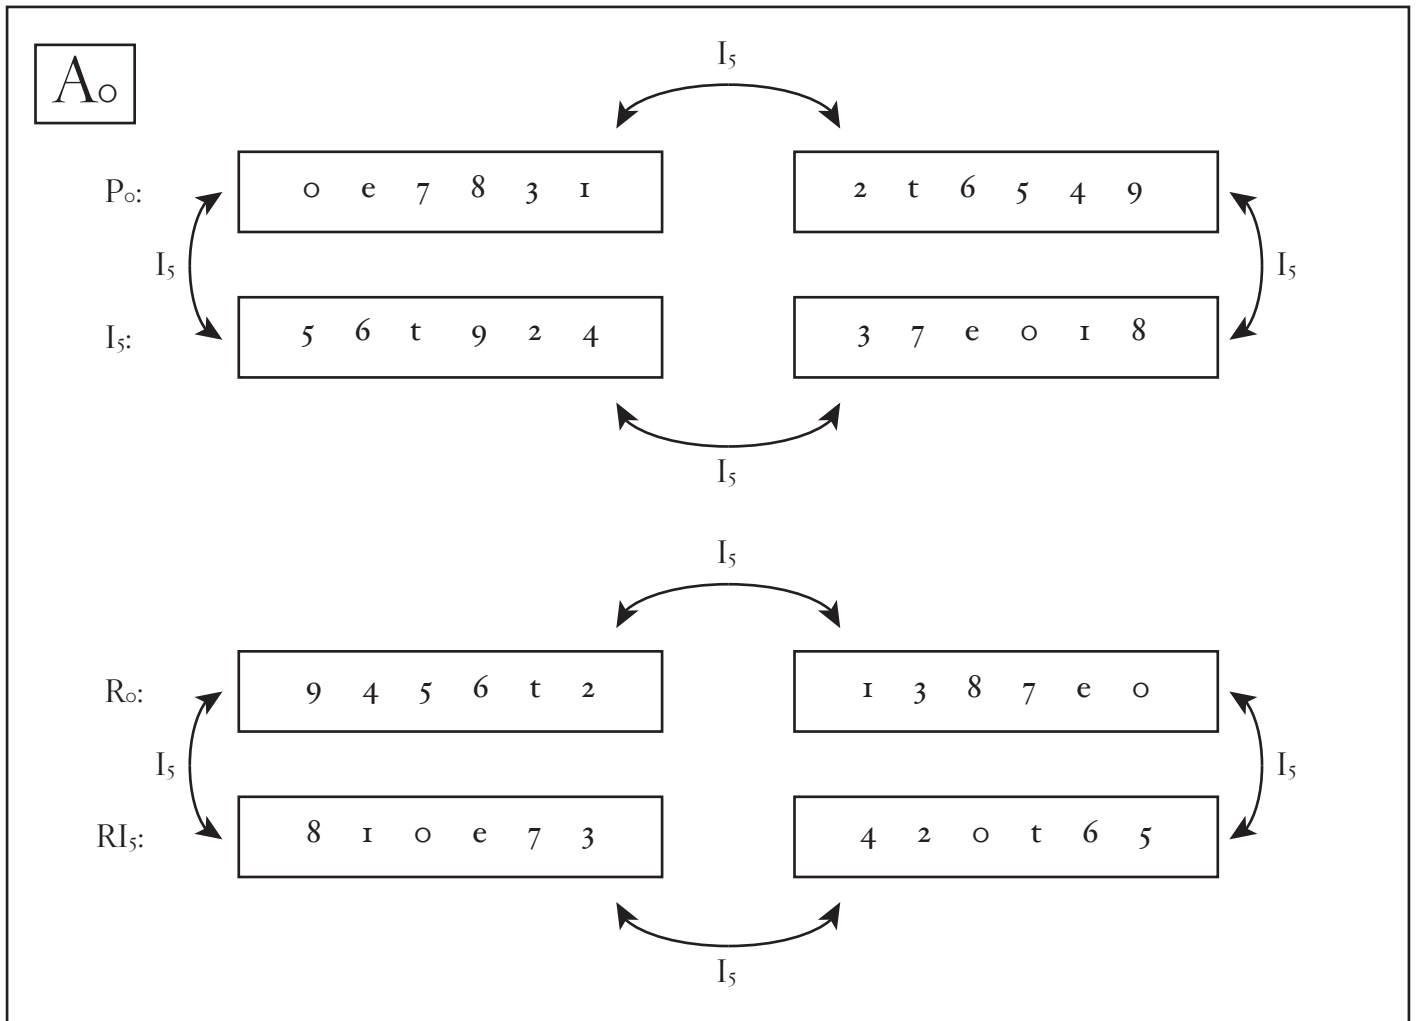 I₅
A₀
P₀: 0 e 7 8 3 1 2 t 6 5 4 9
I₅ I₅
I₅: 5 6 t 9 2 4 3 7 e 0 1 8
I₅
I₅
R₀: 9 4 5 6 t 2 1 3 8 7 e 0
I₅ I₅
RI₅: 8 1 0 e 7 3 4 2 0 t 6 5
I₅